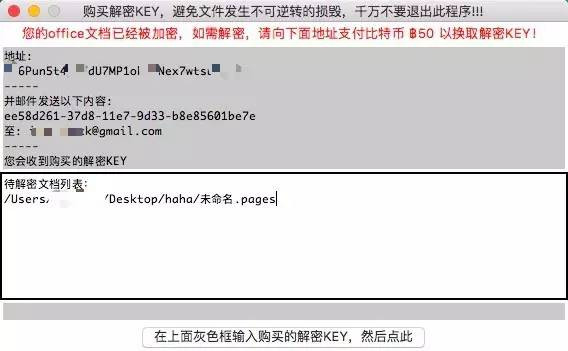 购买解密KEY，避免文件发生不可逆转的损毁，千万不要退出此程序!!!
您的office文档已经被加密，如需解密，请向下面地址支付比特币 ฿50 以换取解密KEY！
地址:
6Pun5t4 dU7MP1o Nex7wtsu
-----
并邮件发送以下内容:
ee58d261-37d8-11e7-9d33-b8e85601be7e
至: ck@gmail.com
-----
您会收到购买的解密KEY
待解密文档列表:
/Users/ /Desktop/haha/未命名.pages
在上面灰色框输入购买的解密KEY，然后点此